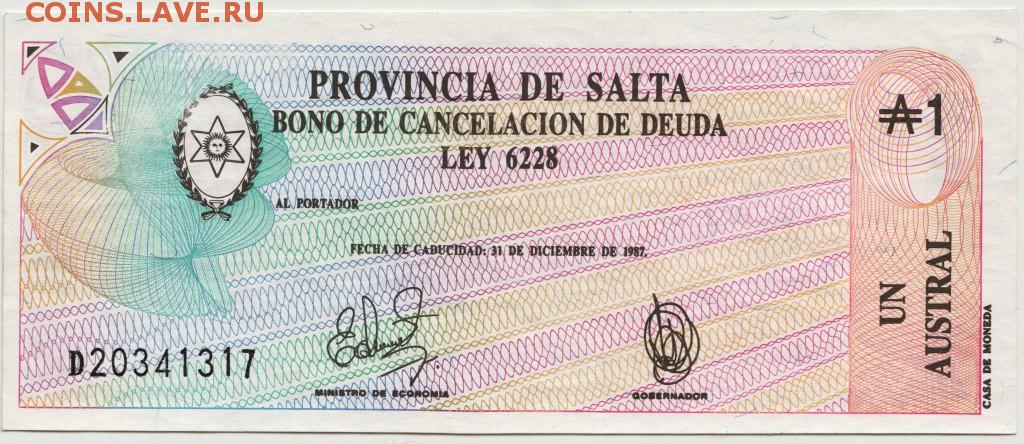 COINS.LAVE.RU
PROVINCIA DE SALTA
BONO DE CANCELACION DE DEUDA
LEY 6228
AL PORTADOR
FECHA DE CADUCIDAD: 31 DE DICIEMBRE DE 1987.
D20341317
MINISTRO DE ECONOMIA
GOBERNADOR
₳1
UN
AUSTRAL
CASA DE MONEDA